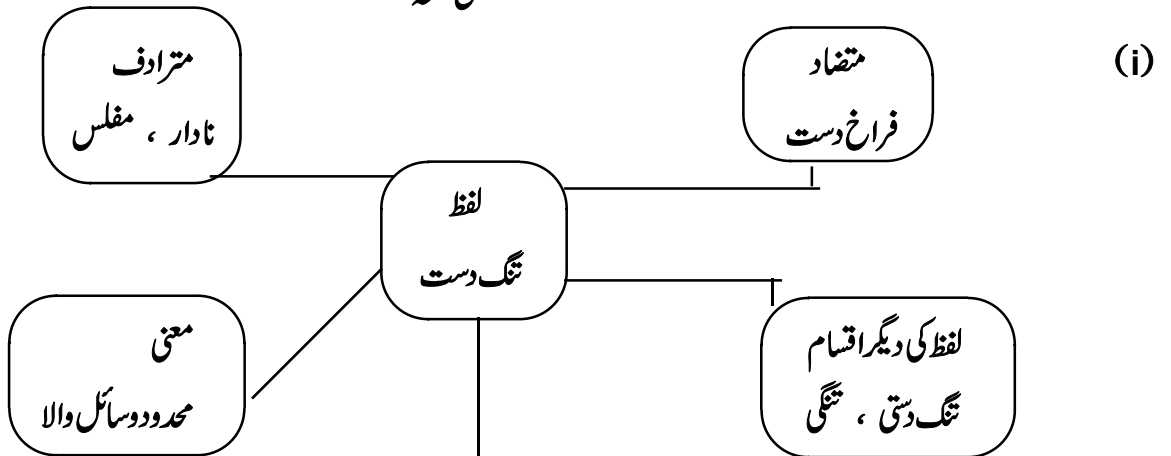 (i)
متضاد
فراخ دست
مترادف
نادار ، مفلس
لفظ
تنگ دست
لفظ کی دیگر اقسام
تنگ دستی ، تنگی
معنی
محدود وسائل والا